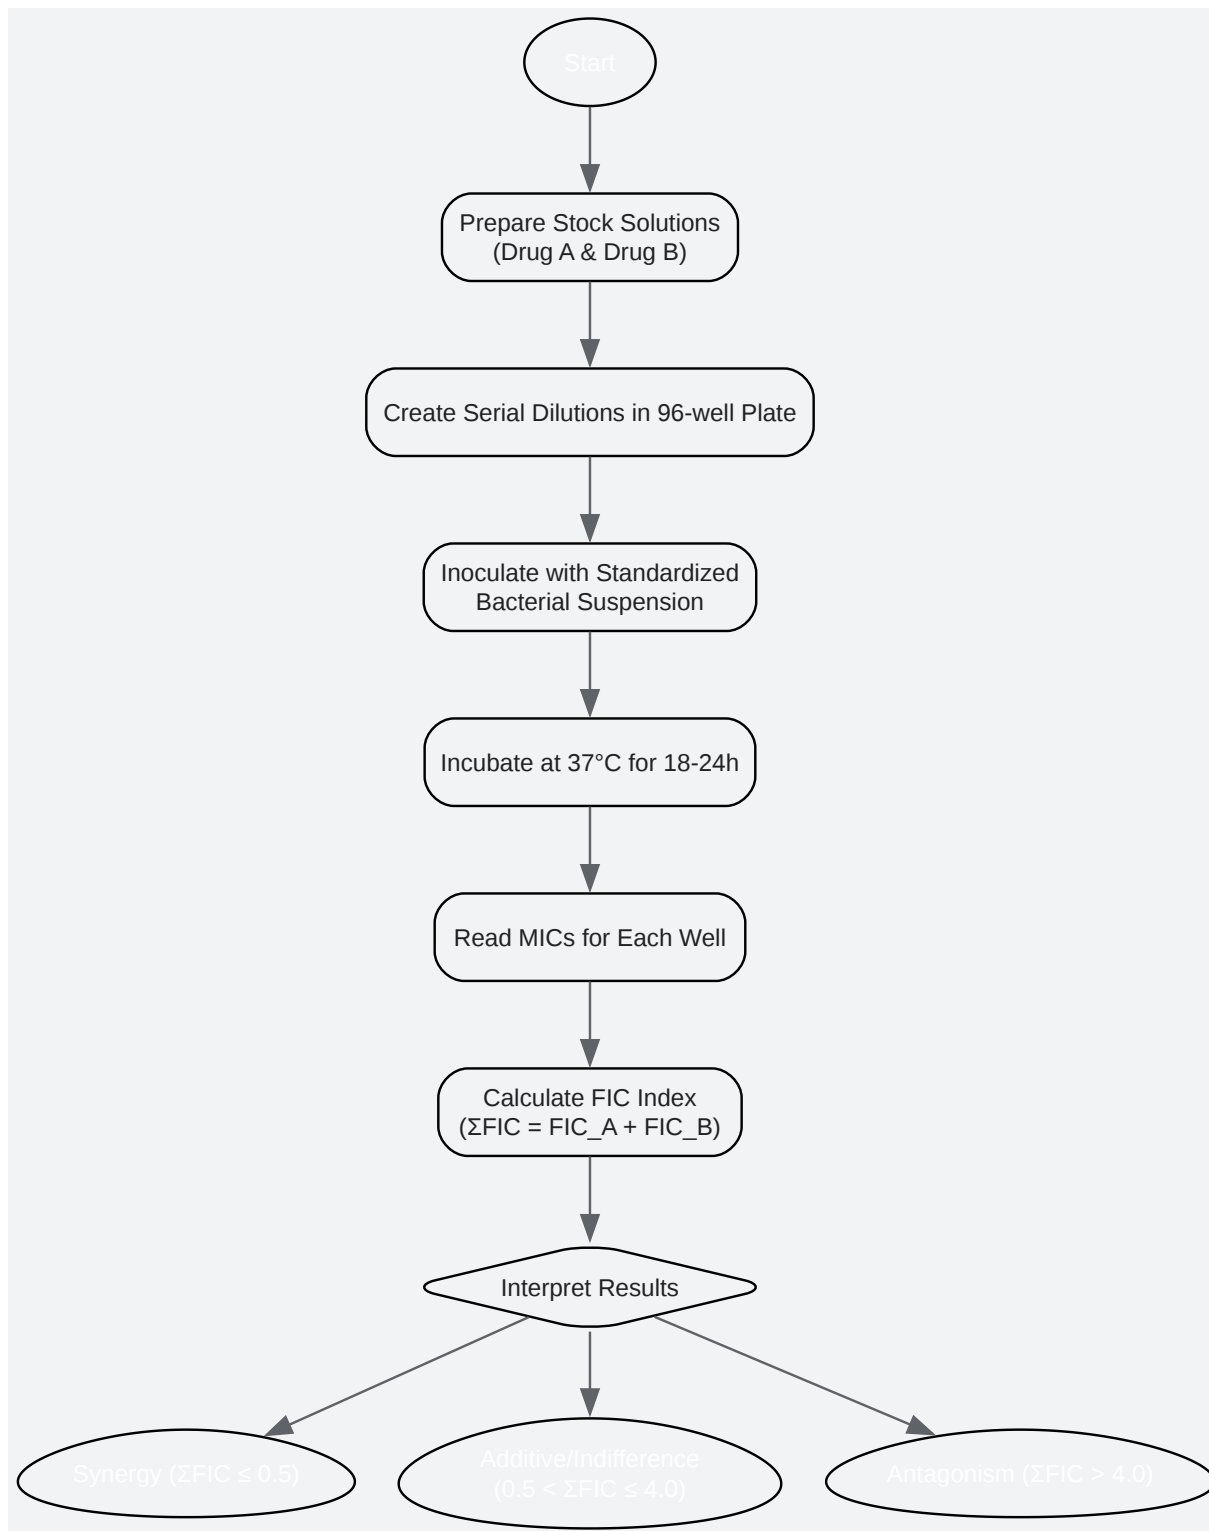 Start
Prepare Stock Solutions
(Drug A & Drug B)
Create Serial Dilutions in 96-well Plate
Inoculate with Standardized
Bacterial Suspension
Incubate at 37°C for 18-24h
Read MICs for Each Well
Calculate FIC Index
(ΣFIC = FIC_A + FIC_B)
Interpret Results
Synergy (ΣFIC ≤ 0.5)
Additive/Indifference
(0.5 < ΣFIC ≤ 4.0)
Antagonism (ΣFIC > 4.0)